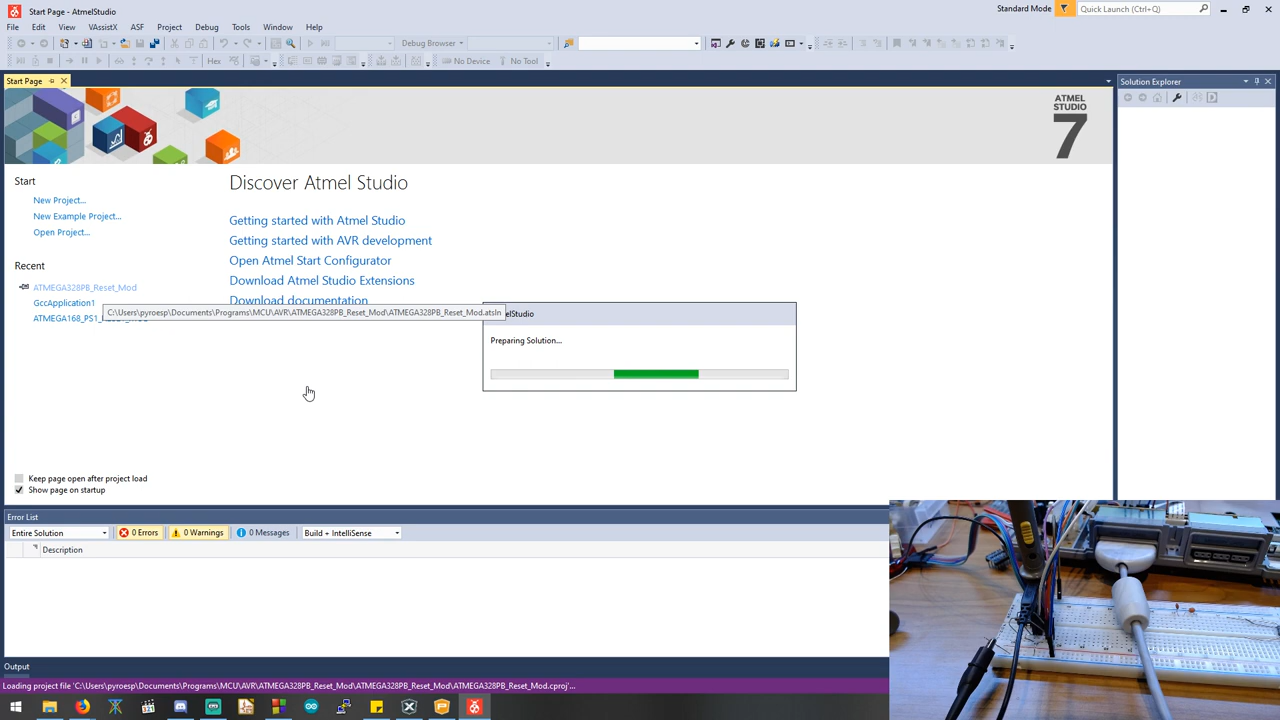 Start Page - AtmelStudio
Standard Mode
Quick Launch (Ctrl+Q)
File Edit View VAssistX ASF Project Debug Tools Window Help
Debug Browser
Hex
No Device
No Tool
Start Page
Solution Explorer
ATMEL
STUDIO
7
Start
New Project...
New Example Project...
Open Project...
Recent
ATMEGA328PB_Reset_Mod
GccApplication1
Discover Atmel Studio
Getting started with Atmel Studio
Getting started with AVR development
Open Atmel Start Configurator
Download Atmel Studio Extensions
Download documentation
C:\Users\pyroesp\Documents\Programs\MCU\AVR\ATMEGA328PB_Reset_Mod\ATMEGA328PB_Reset_Mod.atsln
Preparing Solution...
Keep page open after project load
Show page on startup
Error List
Entire Solution
0 Errors
0 Warnings
0 Messages
Build + IntelliSense
Description
Output
Loading project file 'C:\Users\pyroesp\Documents\Programs\MCU\AVR\ATMEGA328PB_Reset_Mod\ATMEGA328PB_Reset_Mod\ATMEGA328PB_Reset_Mod.cproj'...